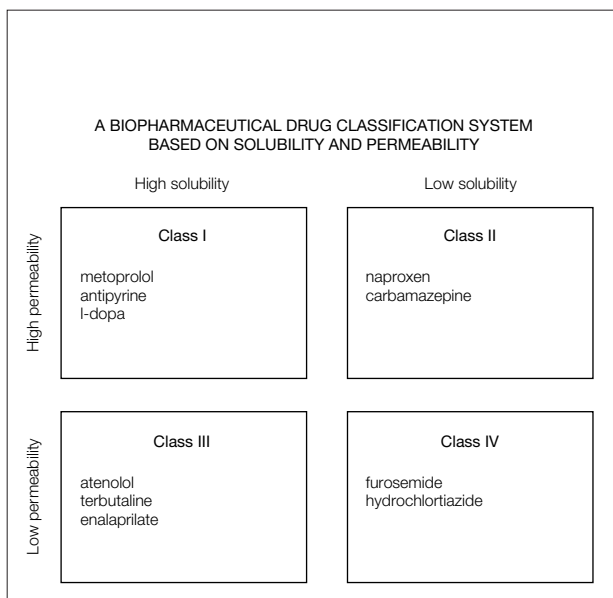 A BIOPHARMACEUTICAL DRUG CLASSIFICATION SYSTEM
BASED ON SOLUBILITY AND PERMEABILITY
High solubility
Low solubility
High permeability
Class I
metoprolol
antipyrine
l-dopa
Class II
naproxen
carbamazepine
Low permeability
Class III
atenolol
terbutaline
enalaprilate
Class IV
furosemide
hydrochlortiazide